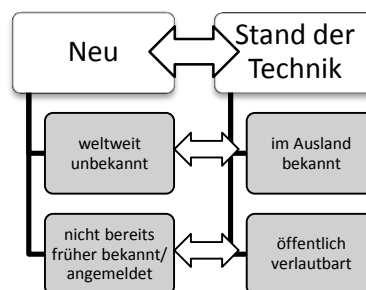 Neu
Stand der
Technik
weltweit
unbekannt
im Ausland
bekannt
nicht bereits
früher bekannt/
angemeldet
öffentlich
verlautbart